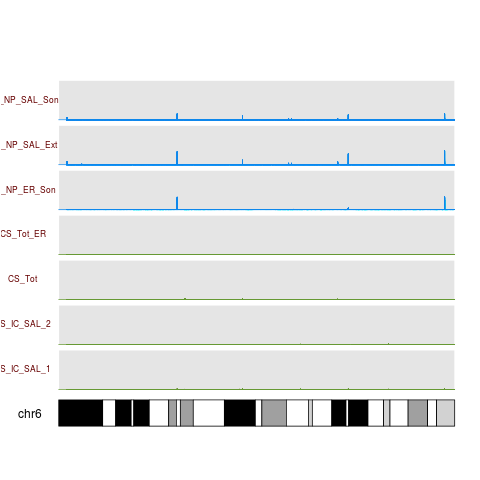 _NP_SAL_Son
_NP_SAL_Ext
_NP_ER_Son
CS_Tot_ER
CS_Tot
S_IC_SAL_2
S_IC_SAL_1
chr6